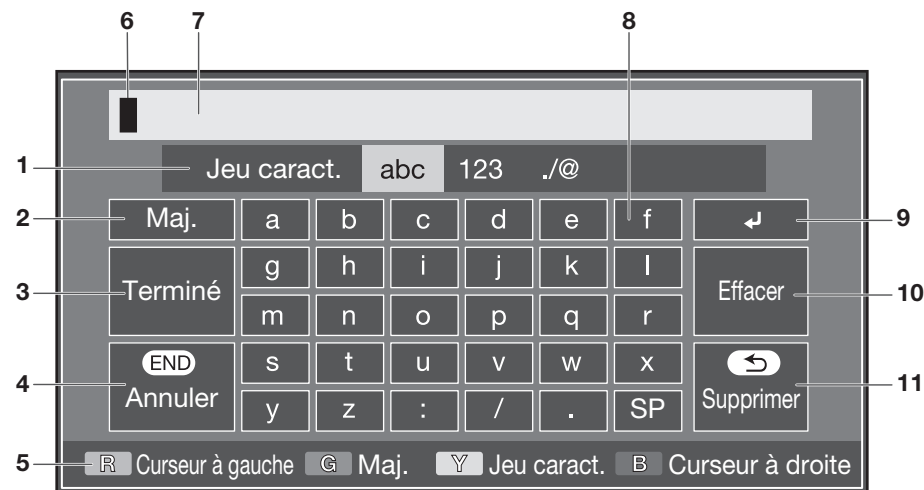 6 7 8
1 Jeu caract. abc 123 ./@
2 Maj. a b c d e f ↲ 9
g h i j k l
3 Terminé Effacer 10
m n o p q r
END s t u v w x
4 Annuler Supprimer 11
y z : / . SP
5 R Curseur à gauche G Maj. Y Jeu caract. B Curseur à droite